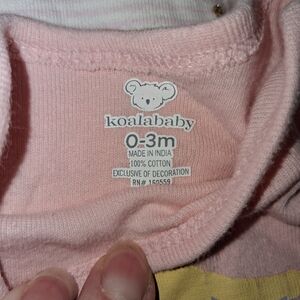 koalababy
0-3m
MADE IN INDIA
100% COTTON
EXCLUSIVE OF DECORATION
RN# 150559